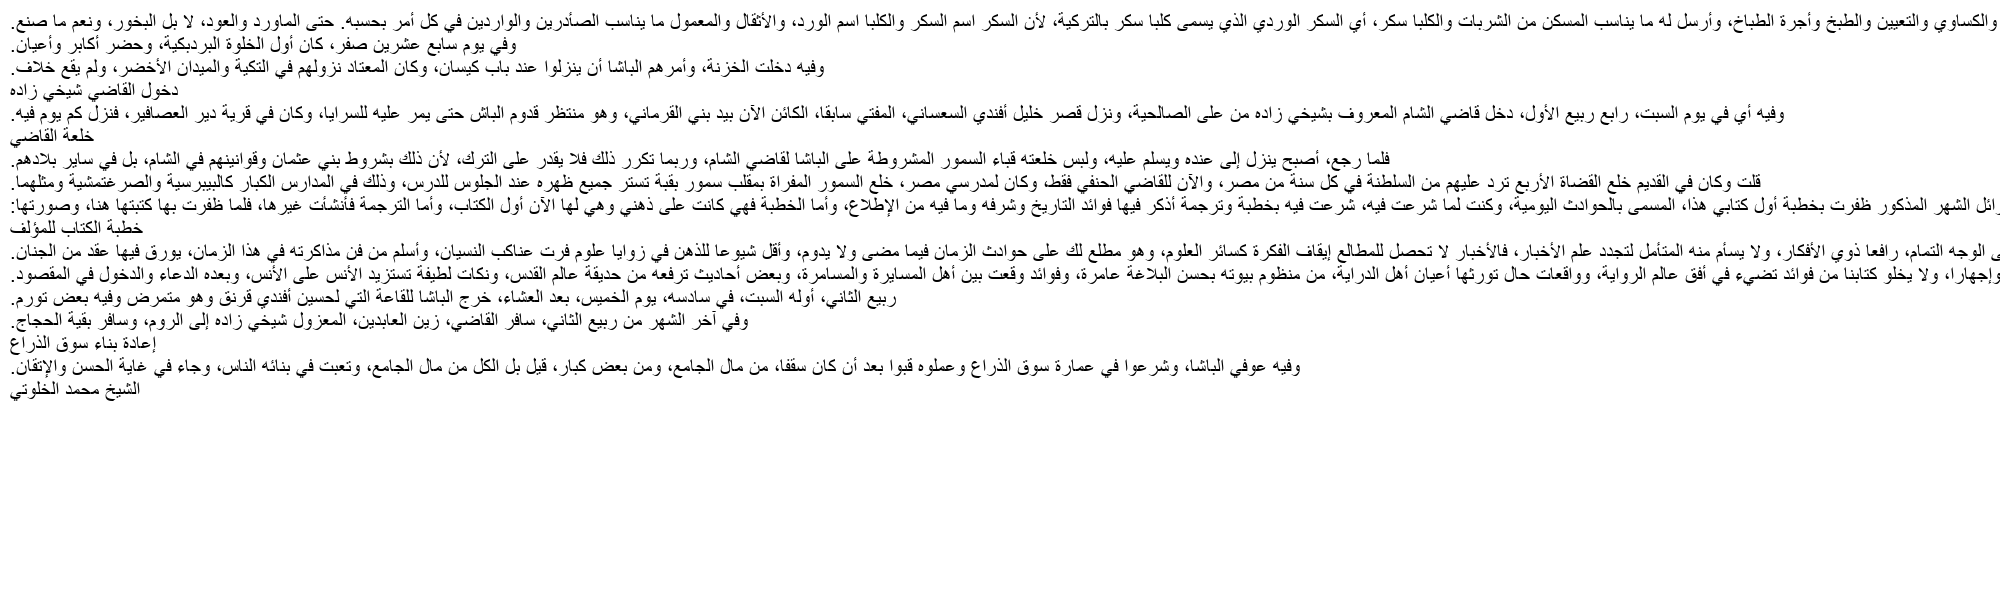 والكساوي والتعيين والطبخ وأجرة الطباخ، وأرسل له ما يناسب المسكن من الشربات والكلبا سكر، أي السكر الوردي الذي يسمى كلبا سكر بالتركية، لأن السكر اسم السكر والكلبا اسم الورد، والأثقال والمعمول ما يناسب الصأدرين والواردين في كل أمر بحسبه. حتى الماورد والعود، لا بل البخور، ونعم ما صنع.
وفي يوم سابع عشرين صفر، كان أول الخلوة البردبكية، وحضر أكابر وأعيان.
وفيه دخلت الخزنة، وأمرهم الباشا أن ينزلوا عند باب كيسان، وكان المعتاد نزولهم في التكية والميدان الأخضر، ولم يقع خلاف.
دخول القاضي شيخي زاده
وفيه أي في يوم السبت، رابع ربيع الأول، دخل قاضي الشام المعروف بشيخي زاده من على الصالحية، ونزل قصر خليل أفندي السعساني، المفتي سابقا، الكائن الآن بيد بني القرماني، وهو منتظر قدوم الباش حتى يمر عليه للسرايا، وكان في قرية دير العصافير، فنزل كم يوم فيه.
خلعة القاضي
فلما رجع، أصبح ينزل إلى عنده ويسلم عليه، ولبس خلعته قباء السمور المشروطة على الباشا لقاضي الشام، وربما تكرر ذلك فلا يقدر على الترك، لأن ذلك بشروط بني عثمان وقوانينهم في الشام، بل في ساير بلادهم.
قلت وكان في القديم خلع القضاة الأربع ترد عليهم من السلطنة في كل سنة من مصر، والآن للقاضي الحنفي فقط، وكان لمدرسي مصر، خلع السمور المفراة بمقلب سمور بقبة تستر جميع ظهره عند الجلوس للدرس، وذلك في المدارس الكبار كالبيبرسية والصرغتمشية ومثلهما.
الشهر المذكور ظفرت بخطبة أول كتابي هذا، المسمى بالحوادث اليومية، وكنت لما شرعت فيه، شرعت فيه بخطبة وترجمة أذكر فيها فوائد التاريخ وشرفه وما فيه من الإطلاع، وأما الخطبة فهي كانت على ذهني وهي لها الآن أول الكتاب، وأما الترجمة فأنشأت غيرها، فلما ظفرت بها كتبتها هنا، وصورتها:
خطبة الكتاب للمؤلف
الوجه التمام، رافعا ذوي الأفكار، ولا يسأم منه المتأمل لتجدد علم الأخبار، فالأخبار لا تحصل للمطالع إيقاف الفكرة كسائر العلوم، وهو مطلع لك على حوادث الزمان فيما مضى ولا يدوم، وأقل شيوعا للذهن في زوايا علوم فرت عناكب النسيان، وأسلم من فن مذاكرته في هذا الزمان، يورق فيها عقد من الجنان.
وإجهارا، ولا يخلو كتابنا من فوائد تضيء في أفق عالم الرواية، وواقعات حال تورثها أعيان أهل الدراية، من منظوم بيوته بحسن البلاغة عامرة، وفوائد وقعت بين أهل المسايرة والمسامرة، وبعض أحاديث ترفعه من حديقة عالم القدس، ونكات لطيفة تستزيد الأنس على الأنس، وبعده الدعاء والدخول في المقصود.
ربيع الثاني، أوله السبت، في سادسه، يوم الخميس، بعد العشاء، خرج الباشا للقاعة التي لحسين أفندي قرنق وهو متمرض وفيه بعض تورم.
وفي آخر الشهر من ربيع الثاني، سافر القاضي، زين العابدين، المعزول شيخي زاده إلى الروم، وسافر بقية الحجاج.
إعادة بناء سوق الذراع
وفيه عوفي الباشا، وشرعوا في عمارة سوق الذراع وعملوه قبوا بعد أن كان سقفا، من مال الجامع، ومن بعض كبار، قيل بل الكل من مال الجامع، وتعبت في بنائه الناس، وجاء في غاية الحسن والإتقان.
الشيخ محمد الخلوتي